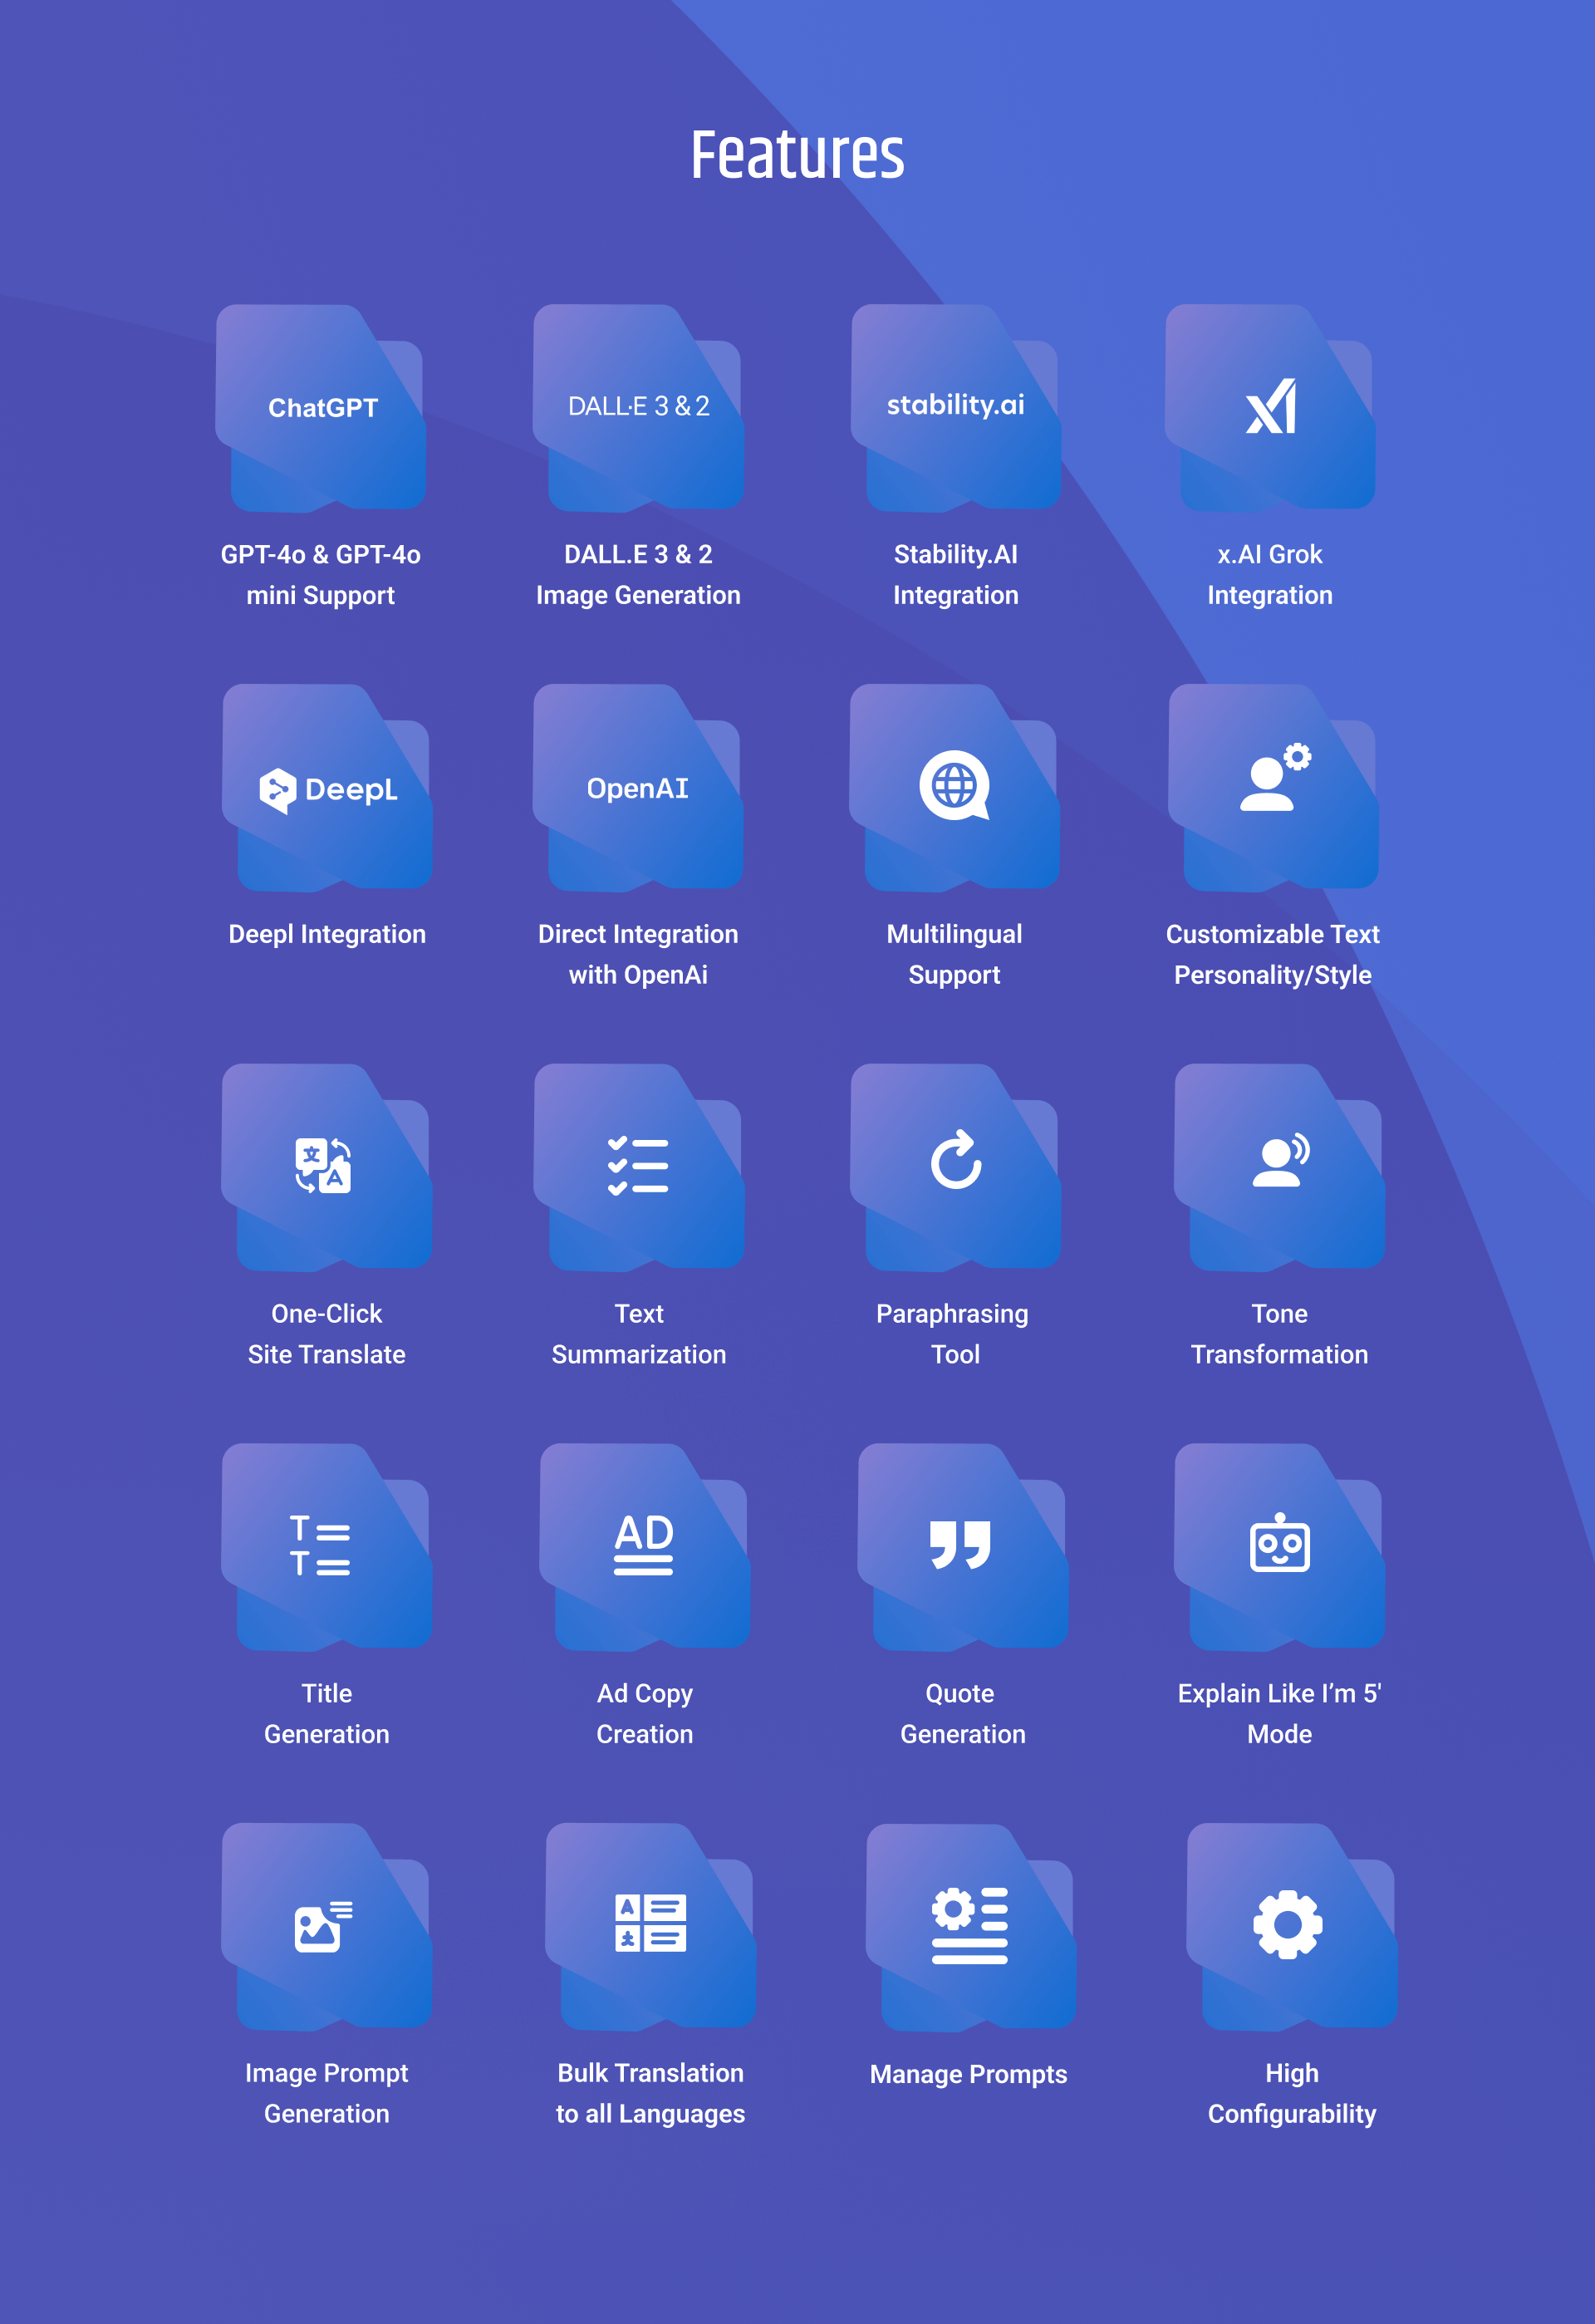 Features
ChatGPT
GPT-4o & GPT-4o
mini Support
DALL·E 3 & 2
DALL.E 3 & 2
Image Generation
stability.ai
Stability.AI
Integration
xAI
x.AI Grok
Integration
DeepL
Deepl Integration
OpenAI
Direct Integration
with OpenAi
Multilingual
Support
Customizable Text
Personality/Style
文
A
One-Click
Site Translate
Text
Summarization
Paraphrasing
Tool
Tone
Transformation
T
T
Title
Generation
AD
Ad Copy
Creation
Quote
Generation
Explain Like I’m 5'
Mode
Image Prompt
Generation
A
Bulk Translation
to all Languages
Manage Prompts
High
Configurability